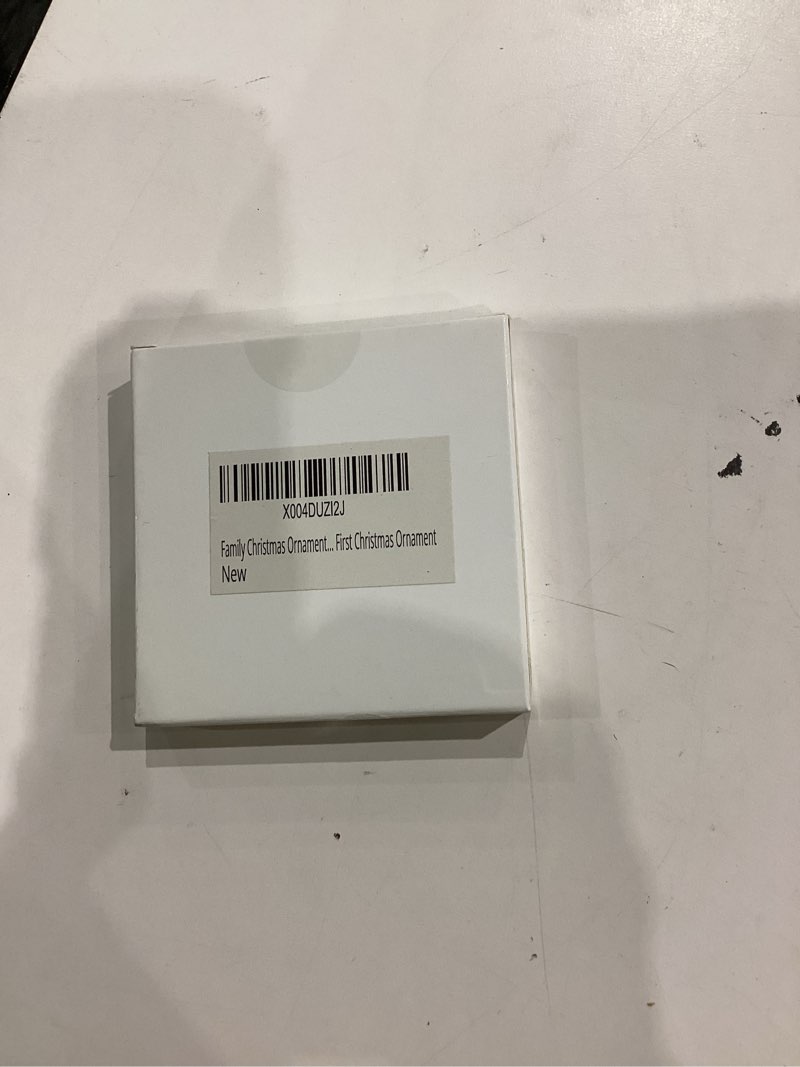 X004DUZI2J
Family Christmas Ornament... First Christmas Ornament
New